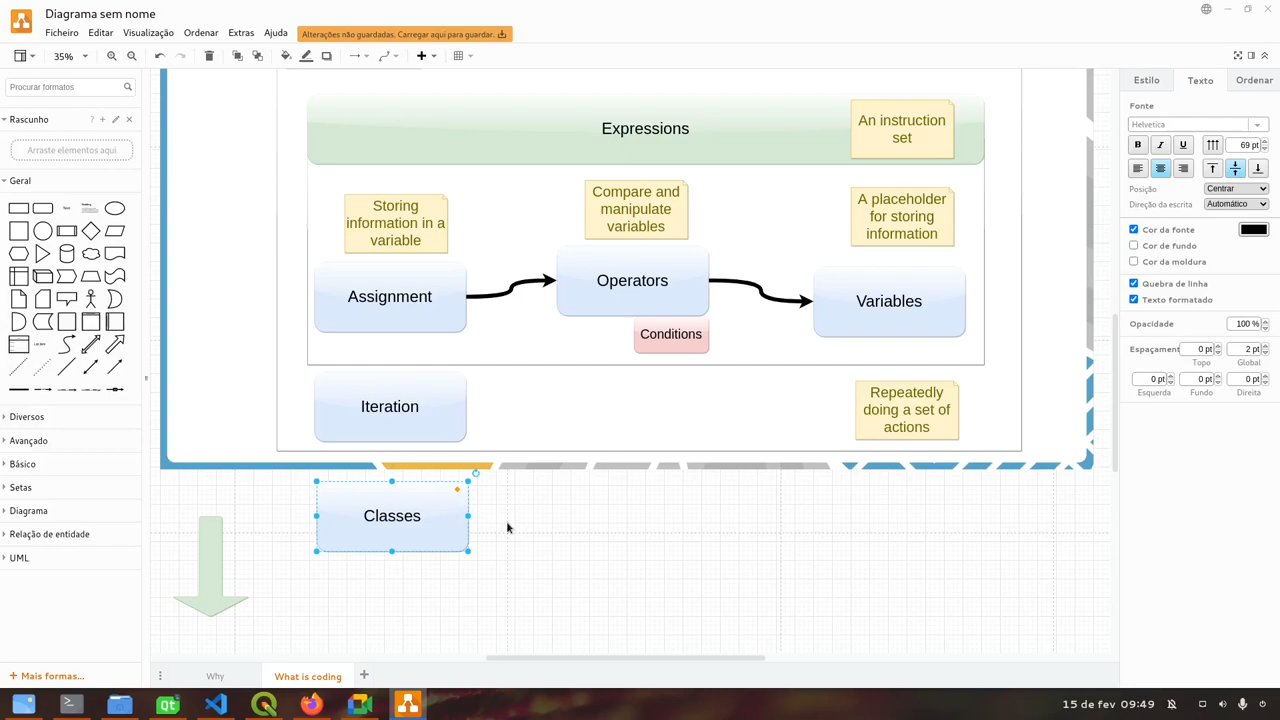 Diagrama sem nome
Ficheiro Editar Visualização Ordenar Extras Ajuda Alterações não guardadas. Carregar aqui para guardar.
35%
Procurar formatos
Rascunho
Arraste elementos aqui
Geral
Diversos
Avançado
Básico
Setas
Diagrama
Relação de entidade
UML
+ Mais formas...
Expressions
An instruction
set
Storing
information in a
variable
Compare and
manipulate
variables
A placeholder
for storing
information
Assignment
Operators
Variables
Conditions
Iteration
Repeatedly
doing a set of
actions
Classes
Why
What is coding
Estilo Texto Ordenar
Fonte
Helvetica
B I U 69 pt
Posição Centrar
Direção da escrita Automático
Cor da fonte
Cor de fundo
Cor da moldura
Quebra de linha
Texto formatado
Opacidade 100 %
Espaçament 0 pt 2 pt
Topo Global
0 pt 0 pt 0 pt
Esquerda Fundo Direita
15 de fev 09:49